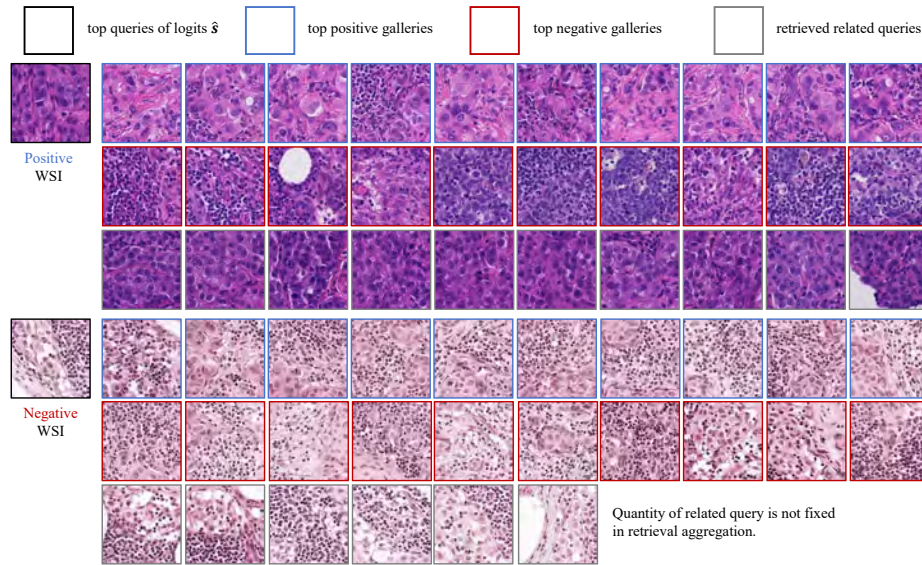 top queries of logits ŝ
top positive galleries
top negative galleries
retrieved related queries
Positive
WSI
Negative
WSI
Quantity of related query is not fixed
in retrieval aggregation.